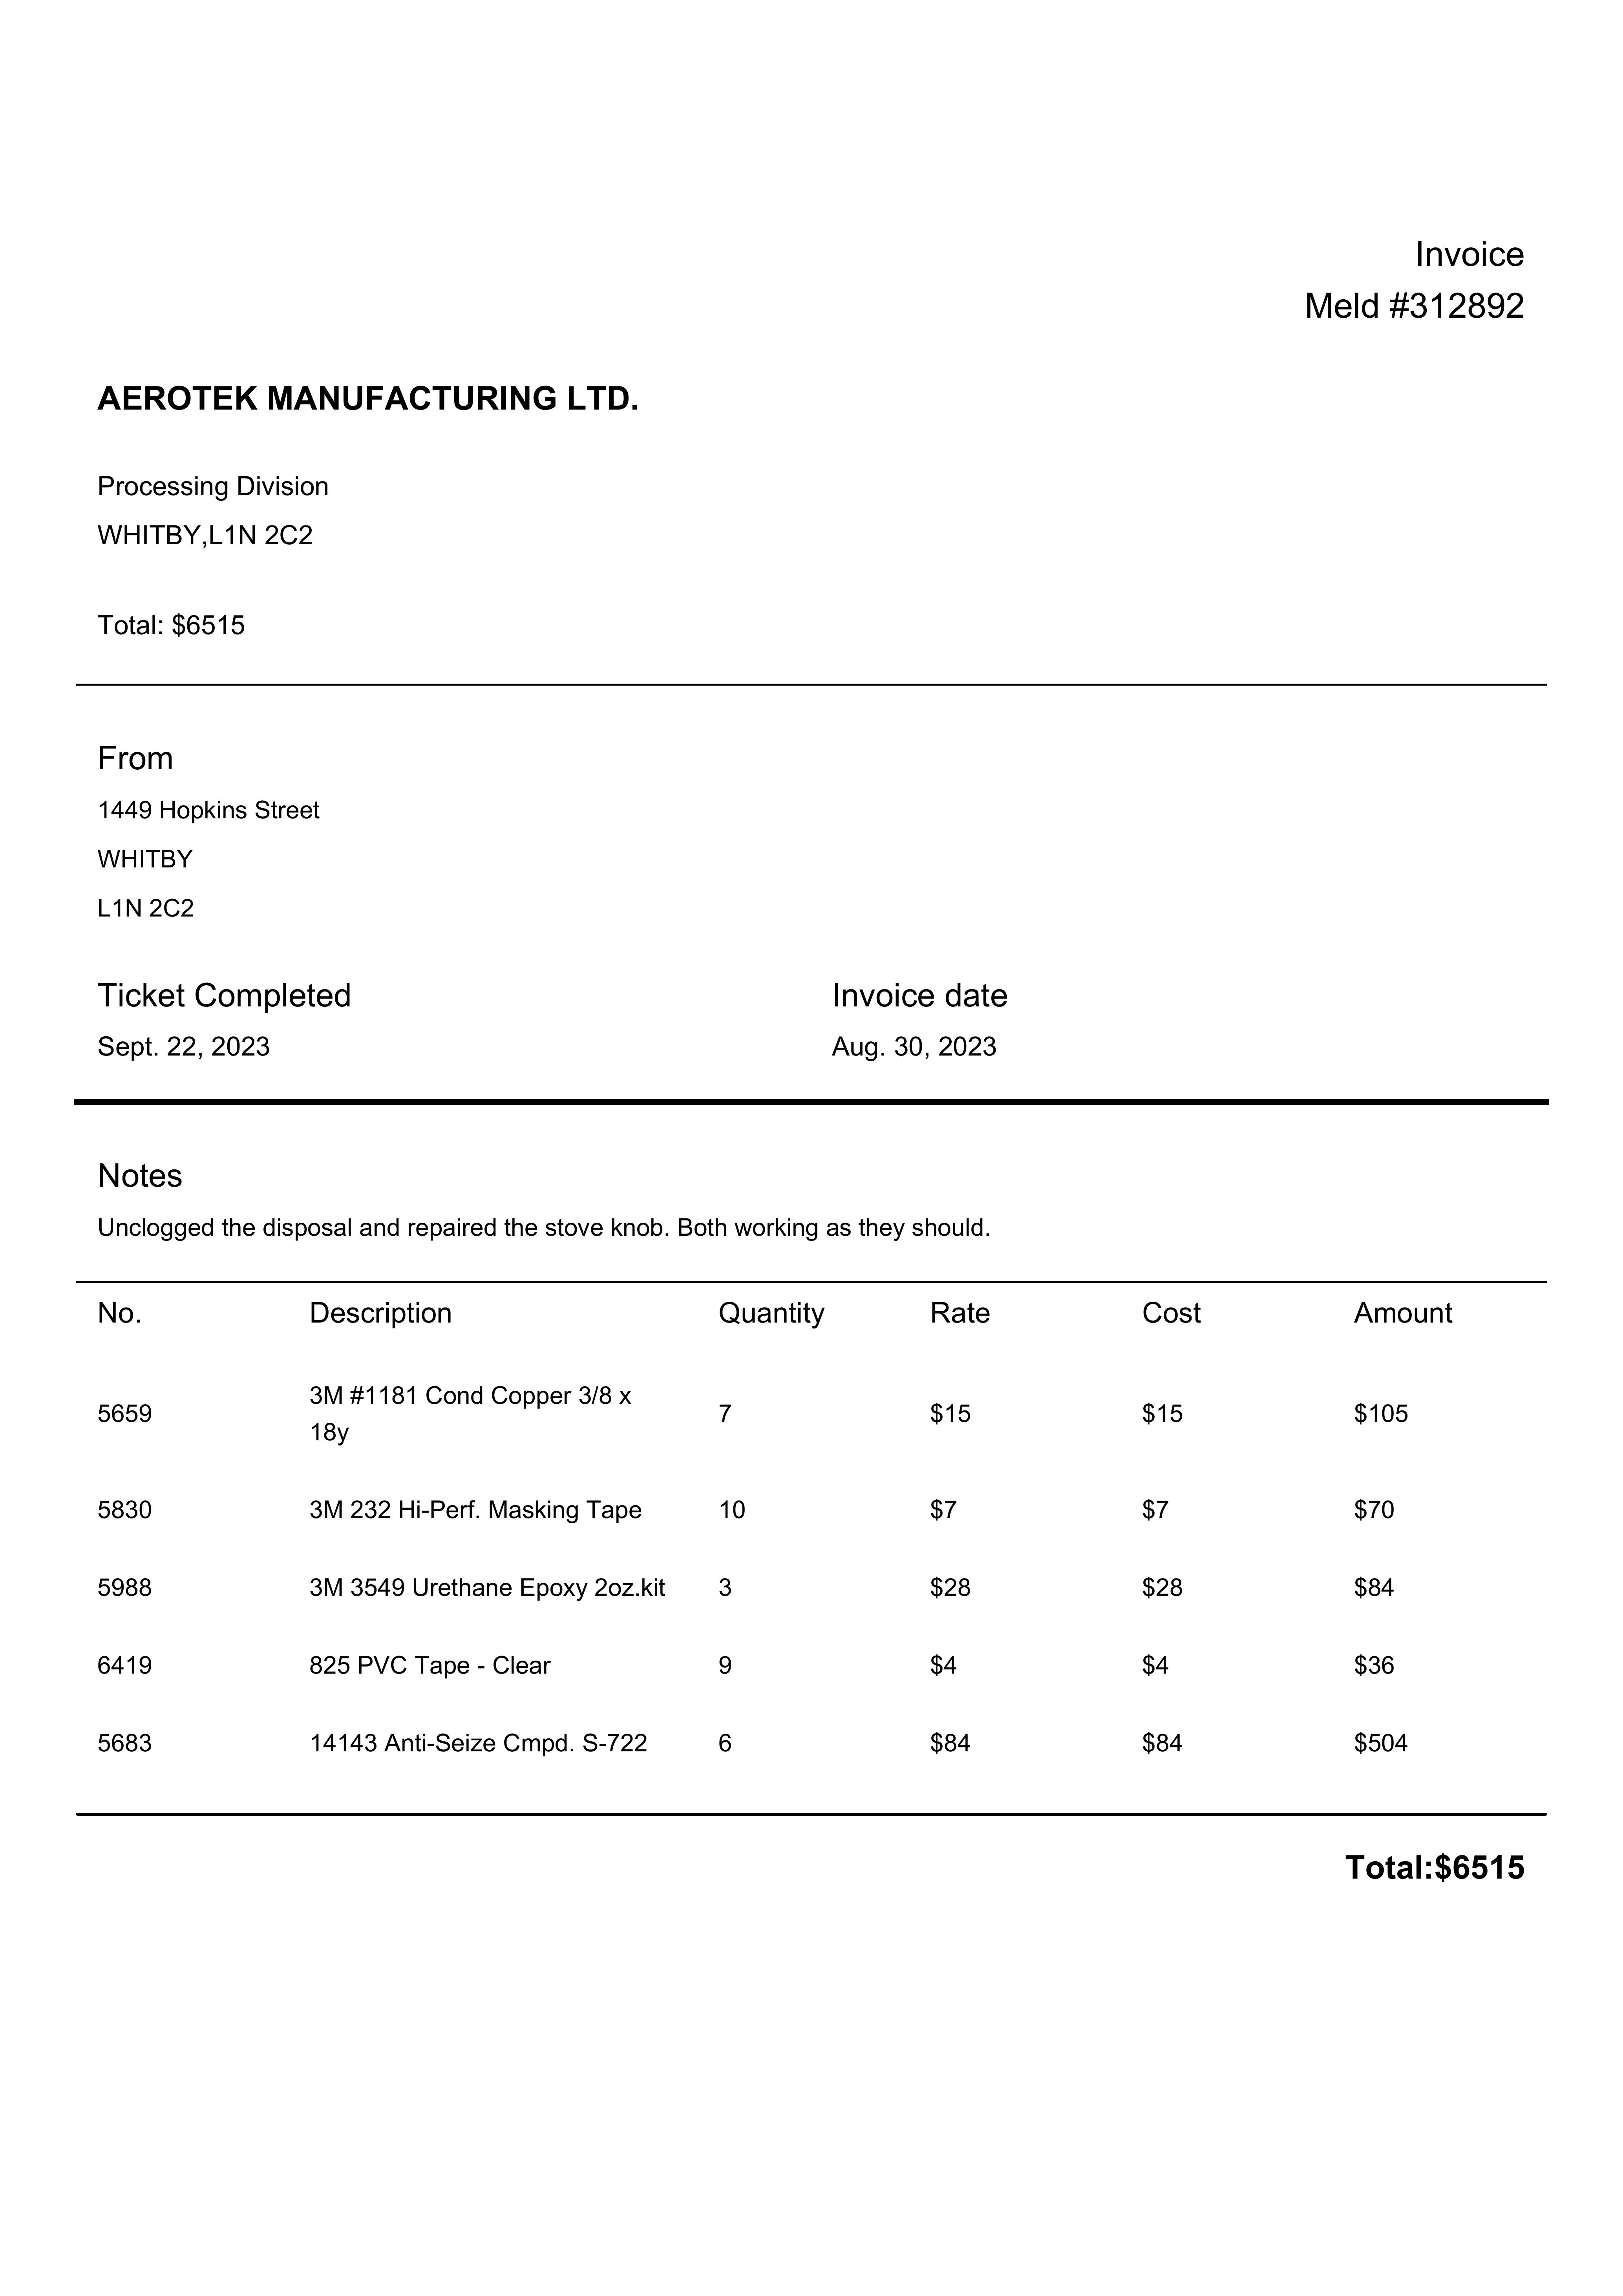 Invoice
Meld #312892
AEROTEK MANUFACTURING LTD.
Processing Division
WHITBY,L1N 2C2
Total: $6515
From
1449 Hopkins Street
WHITBY
L1N 2C2
Ticket Completed Invoice date
Sept. 22, 2023 Aug. 30, 2023
Notes
Unclogged the disposal and repaired the stove knob. Both working as they should.
No. Description Quantity Rate Cost Amount
5659 3M #1181 Cond Copper 3/8 x 7 $15 $15 $105
18y
5830 3M 232 Hi-Perf. Masking Tape 10 $7 $7 $70
5988 3M 3549 Urethane Epoxy 2oz.kit 3 $28 $28 $84
6419 825 PVC Tape - Clear 9 $4 $4 $36
5683 14143 Anti-Seize Cmpd. S-722 6 $84 $84 $504
Total:$6515